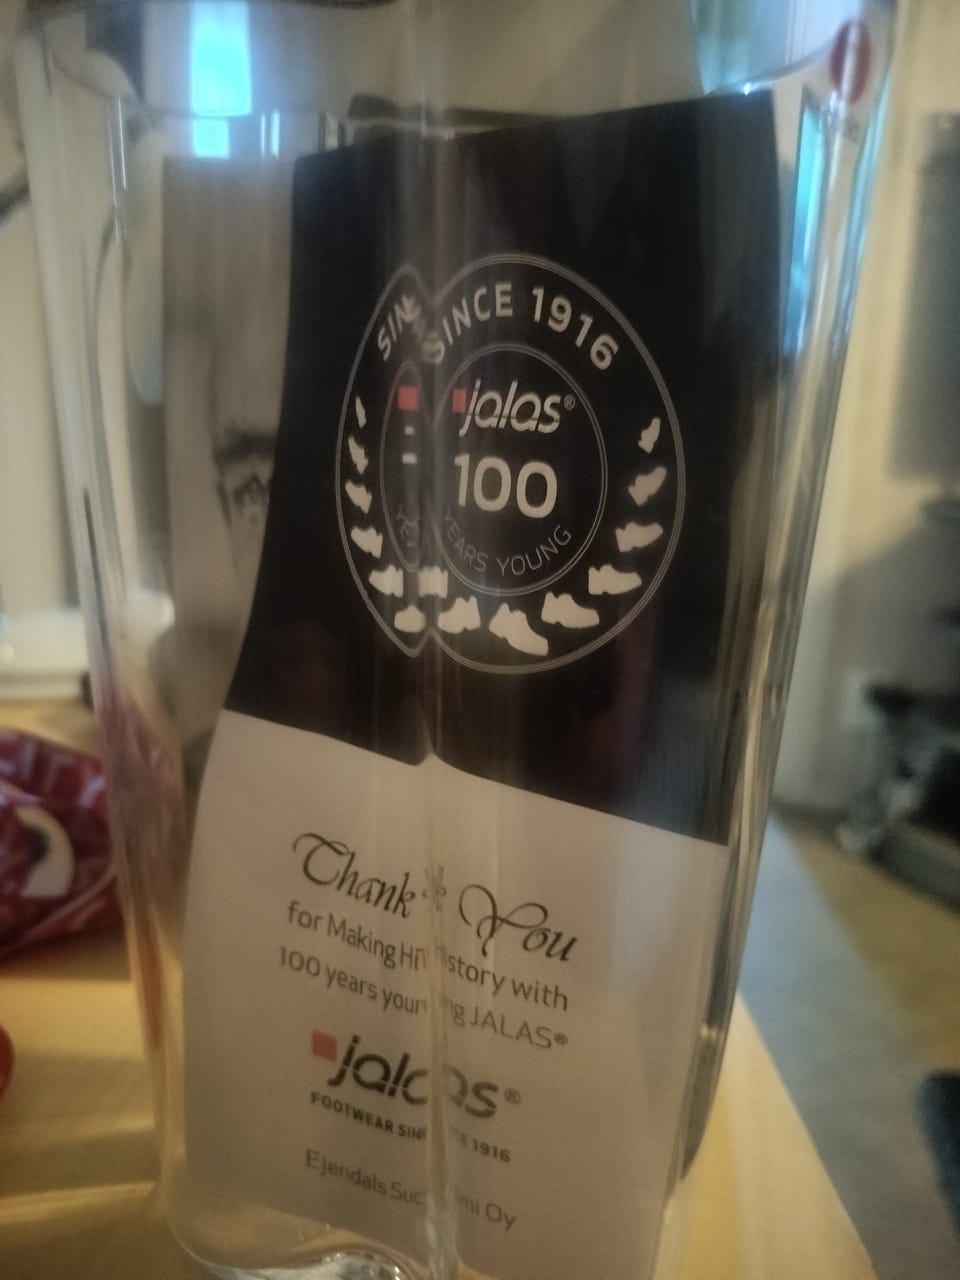 SINCE 1916
jalas®
100
YEARS YOUNG
Thank You
for Making History with
100 years young JALAS®
jalas®
FOOTWEAR SINCE 1916
Ejendals Suomi Oy